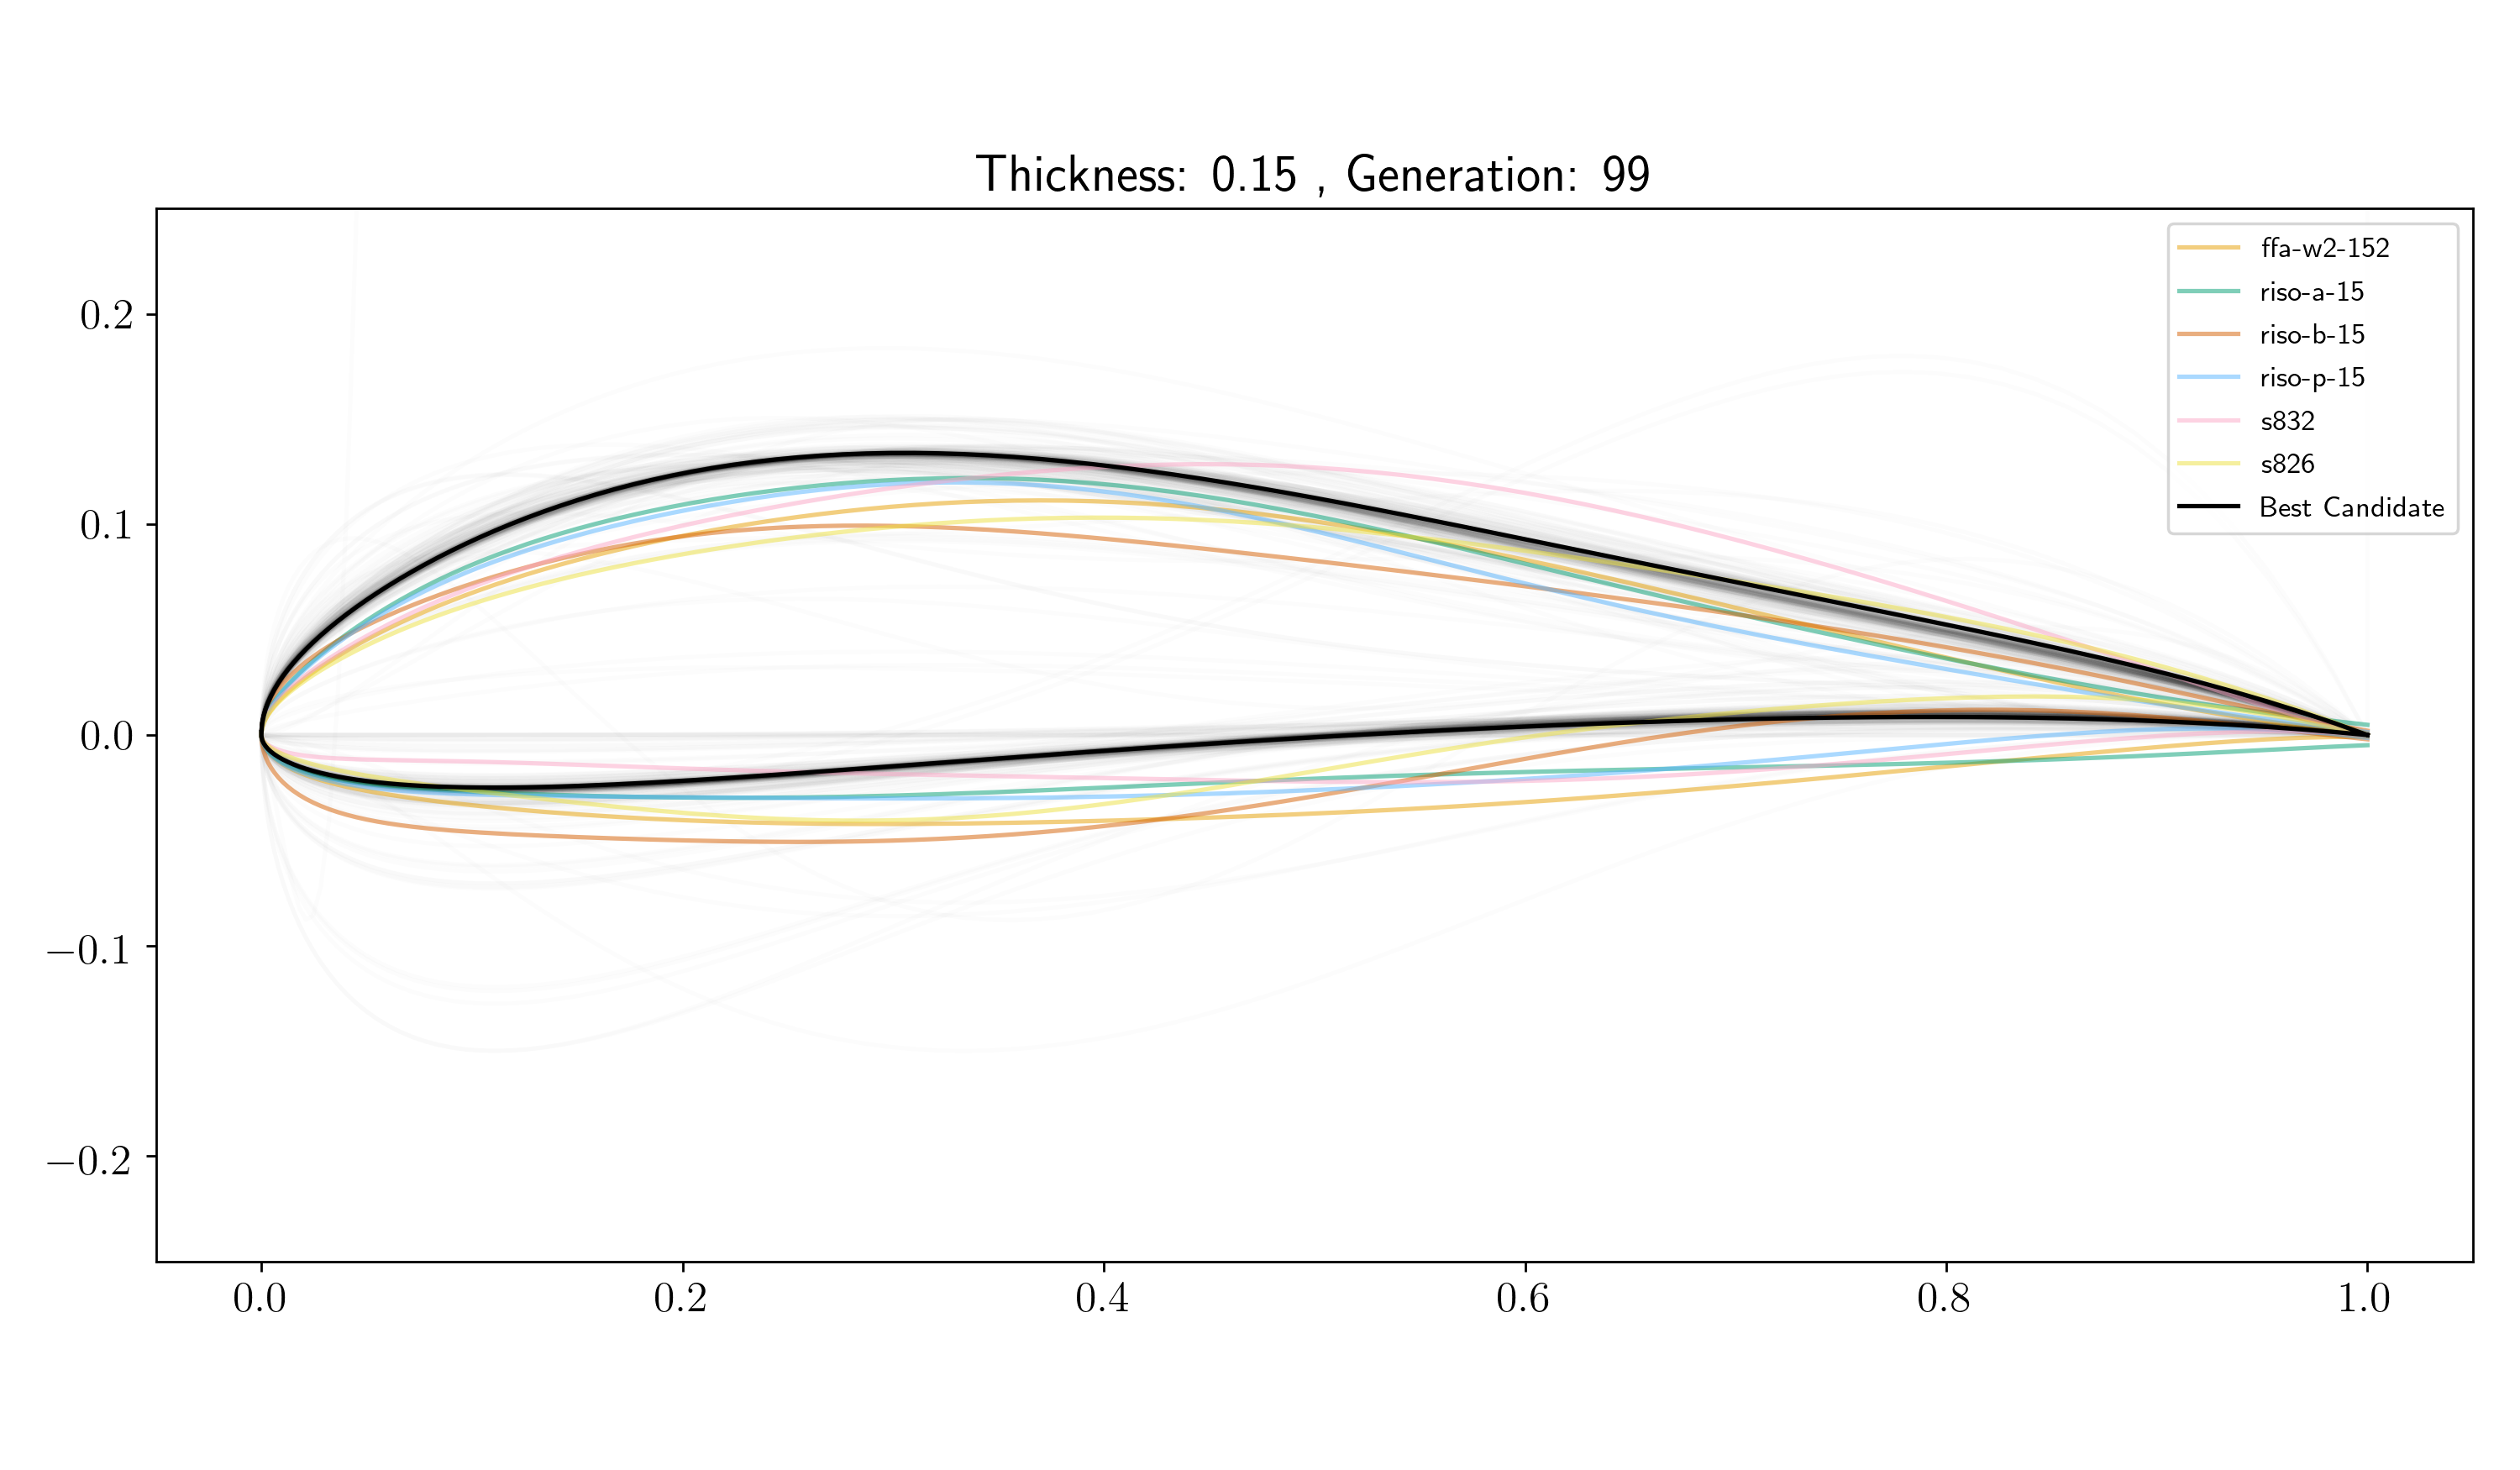 Thickness: 0.15 , Generation: 99
ffa-w2-152
riso-a-15
riso-b-15
riso-p-15
s832
s826
Best Candidate
0.2
0.1
0.0
−0.1
−0.2
0.0 0.2 0.4 0.6 0.8 1.0